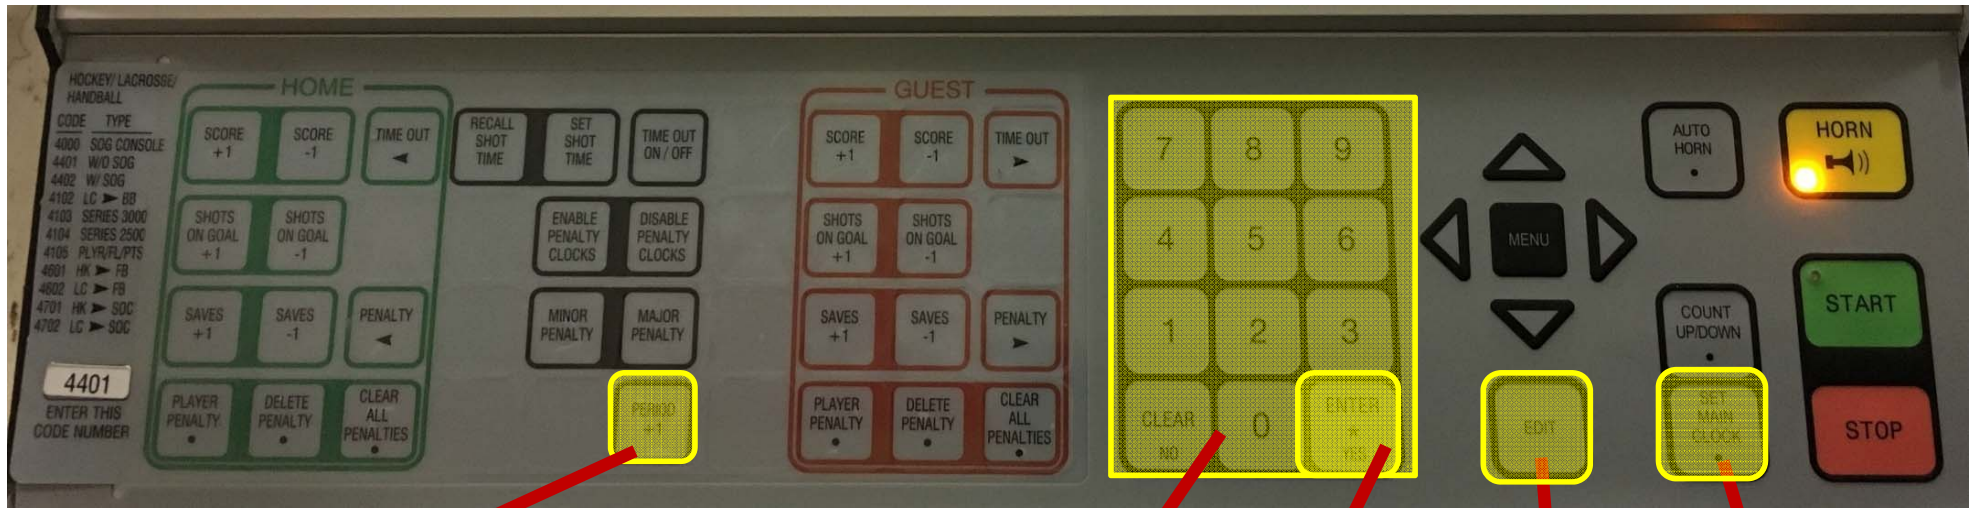 HOCKEY/ LACROSSE/
HANDBALL
CODE TYPE
4000 SOG CONSOLE
4401 W/O SOG
4402 W/ SOG
4102 LC ➤ BB
4103 SERIES 3000
4104 SERIES 2500
4105 PLYR/FL/PTS
4601 HK ➤ FB
4602 LC ➤ FB
4701 HK ➤ SOC
4702 LC ➤ SOC
4401
ENTER THIS
CODE NUMBER
HOME
SCORE
+1
SCORE
-1
TIME OUT
◄
SHOTS
ON GOAL
+1
SHOTS
ON GOAL
-1
SAVES
+1
SAVES
-1
PENALTY
◄
PLAYER
PENALTY
●
DELETE
PENALTY
●
CLEAR
ALL
PENALTIES
●
RECALL
SHOT
TIME
SET
SHOT
TIME
TIME OUT
ON / OFF
ENABLE
PENALTY
CLOCKS
DISABLE
PENALTY
CLOCKS
MINOR
PENALTY
MAJOR
PENALTY
PERIOD
+1
GUEST
SCORE
+1
SCORE
-1
TIME OUT
➤
SHOTS
ON GOAL
+1
SHOTS
ON GOAL
-1
SAVES
+1
SAVES
-1
PENALTY
➤
PLAYER
PENALTY
●
DELETE
PENALTY
●
CLEAR
ALL
PENALTIES
●
7 8 9
4 5 6
1 2 3
CLEAR
NO
0
ENTER
*
YES
MENU
EDIT
AUTO
HORN
●
HORN
COUNT
UP/DOWN
●
SET
MAIN
CLOCK
●
START
STOP